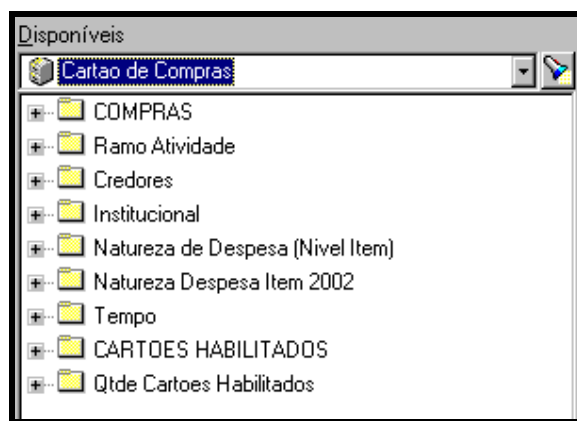 Disponíveis
Cartao de Compras
COMPRAS
Ramo Atividade
Credores
Institucional
Natureza de Despesa (Nivel Item)
Natureza Despesa Item 2002
Tempo
CARTOES HABILITADOS
Qtde Cartoes Habilitados